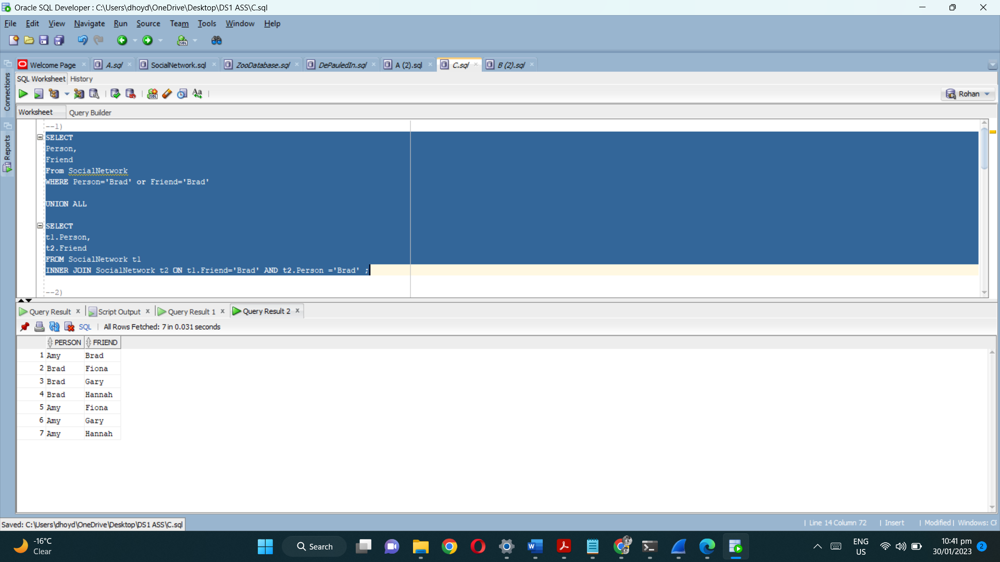 Oracle SQL Developer : C:\Users\dhoyd\OneDrive\Desktop\DS1 ASS\C.sql
File Edit View Navigate Run Source Team Tools Window Help
Welcome Page A.sql SocialNetwork.sql ZooDatabase.sql DePauledIn.sql A (2).sql C.sql B (2).sql
SQL Worksheet History
Rohan
Connections
Reports
Worksheet Query Builder
--1)
SELECT
Person,
Friend
From SocialNetwork
WHERE Person='Brad' or Friend='Brad'
UNION ALL
SELECT
t1.Person,
t2.Friend
FROM SocialNetwork t1
INNER JOIN SocialNetwork t2 ON t1.Friend='Brad' AND t2.Person ='Brad' ;
--2)
Query Result Script Output Query Result 1 Query Result 2
SQL All Rows Fetched: 7 in 0.031 seconds
PERSON FRIEND
1 Amy Brad
2 Brad Fiona
3 Brad Gary
4 Brad Hannah
5 Amy Fiona
6 Amy Gary
7 Amy Hannah
Saved: C:\Users\dhoyd\OneDrive\Desktop\DS1 ASS\C.sql
Line 14 Column 72 Insert Modified Windows:
-16°C
Clear
Search
ENG
US
10:41 pm
30/01/2023
2